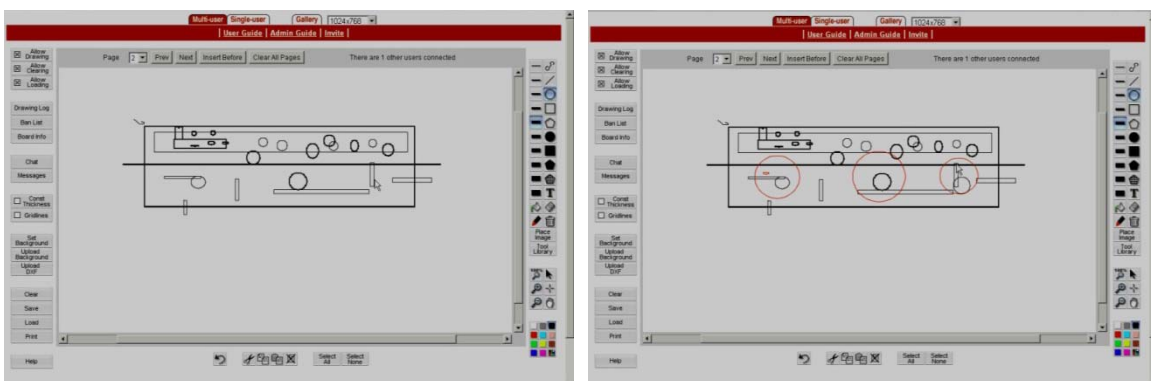 Multi-user Single-user Gallery 1024x768
| User Guide | Admin Guide | Invite |
Allow Drawing
Allow Clearing
Allow Loading
Page 2 Prev Next Insert Before Clear All Pages There are 1 other users connected
Drawing Log
Ban List
Board Info
Chat
Messages
Const Thickness
Gridlines
Set Background
Upload Background
Upload DXF
Clear
Save
Load
Print
Help
T
Place Image
Tool Library
100%
Select All Select None
Multi-user Single-user Gallery 1024x768
| User Guide | Admin Guide | Invite |
Allow Drawing
Allow Clearing
Allow Loading
Page 2 Prev Next Insert Before Clear All Pages There are 1 other users connected
Drawing Log
Ban List
Board Info
Chat
Messages
Const Thickness
Gridlines
Set Background
Upload Background
Upload DXF
Clear
Save
Load
Print
Help
T
Place Image
Tool Library
100%
Select All Select None